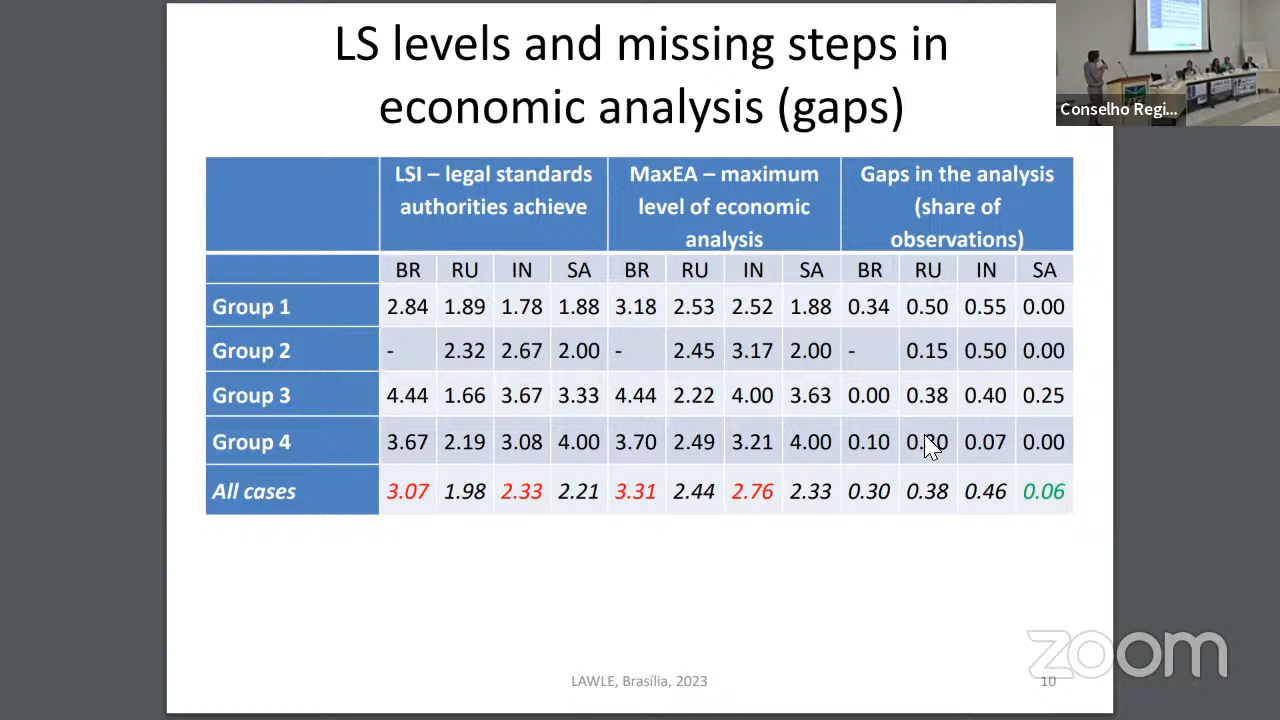 LS levels and missing steps in
economic analysis (gaps)
Conselho Regi...
LSI – legal standards authorities achieve MaxEA – maximum level of economic analysis Gaps in the analysis (share of observations)
BR RU IN SA BR RU IN SA BR RU IN SA
Group 1 2.84 1.89 1.78 1.88 3.18 2.53 2.52 1.88 0.34 0.50 0.55 0.00
Group 2 - 2.32 2.67 2.00 - 2.45 3.17 2.00 - 0.15 0.50 0.00
Group 3 4.44 1.66 3.67 3.33 4.44 2.22 4.00 3.63 0.00 0.38 0.40 0.25
Group 4 3.67 2.19 3.08 4.00 3.70 2.49 3.21 4.00 0.10 0.07 0.00
All cases 3.07 1.98 2.33 2.21 3.31 2.44 2.76 2.33 0.30 0.38 0.46 0.06
zoom
LAWLE, Brasília, 2023
10